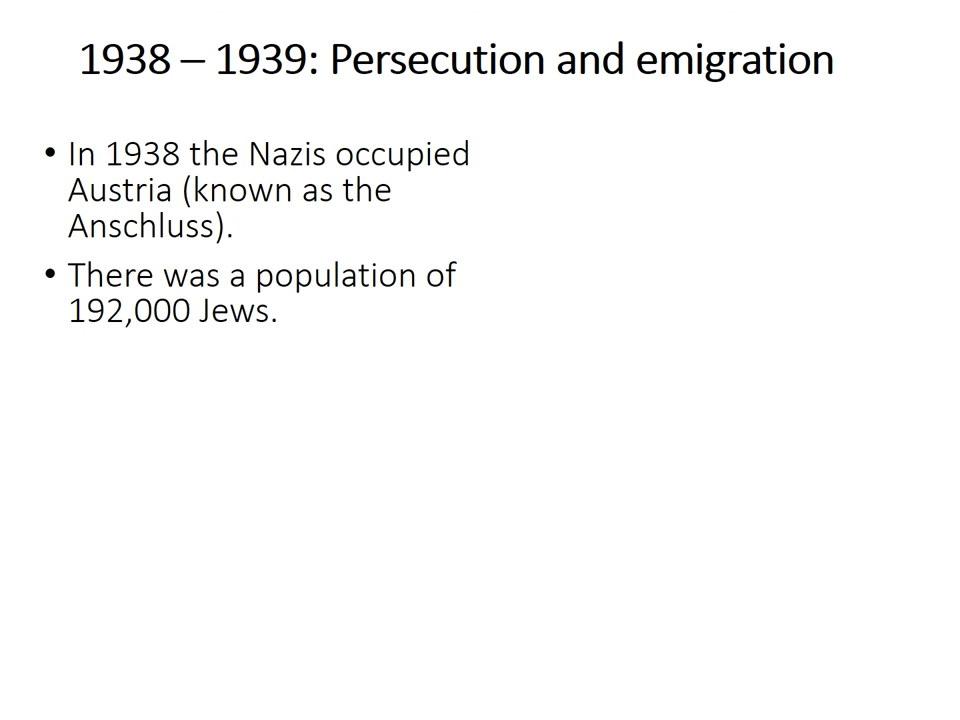 1938 – 1939: Persecution and emigration
• In 1938 the Nazis occupied
Austria (known as the
Anschluss).
• There was a population of
192,000 Jews.